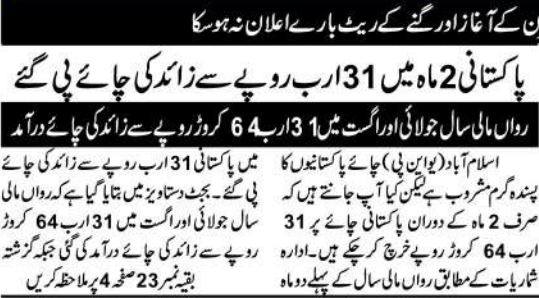 ن کے آغاز اور گنے کے ریٹ بارے اعلان نہ ہوسکا
پاکستانی 2 ماہ میں 31 ارب روپے سے زائد کی چائے پی گئے
رواں مالی سال جولائی اور اگست میں 31 ارب 64 کروڑ روپے سے زائد کی چائے درآمد
اسلام آباد (یو این پی) چائے پاکستانیوں کا
پسندہ گرم مشروب ہے لیکن کیا آپ جانتے ہیں کہ
صرف 2 ماہ کے دوران پاکستانی چائے پر 31
ارب 64 کروڑ روپے خرچ کر چکے ہیں۔ ادارہ
شماریات کے مطابق رواں مالی سال کے پہلے دو ماہ
میں پاکستانی 31 ارب روپے سے زائد کی چائے
پی گئے۔ بجٹ دستاویز میں بتایا گیا ہے کہ رواں مالی
سال جولائی اور اگست میں 31 ارب 64 کروڑ
روپے سے زائد کی چائے درآمد کی گئی جبکہ گزشتہ
بقیہ نمبر 23 صفحہ 4 پر ملاحظہ کریں